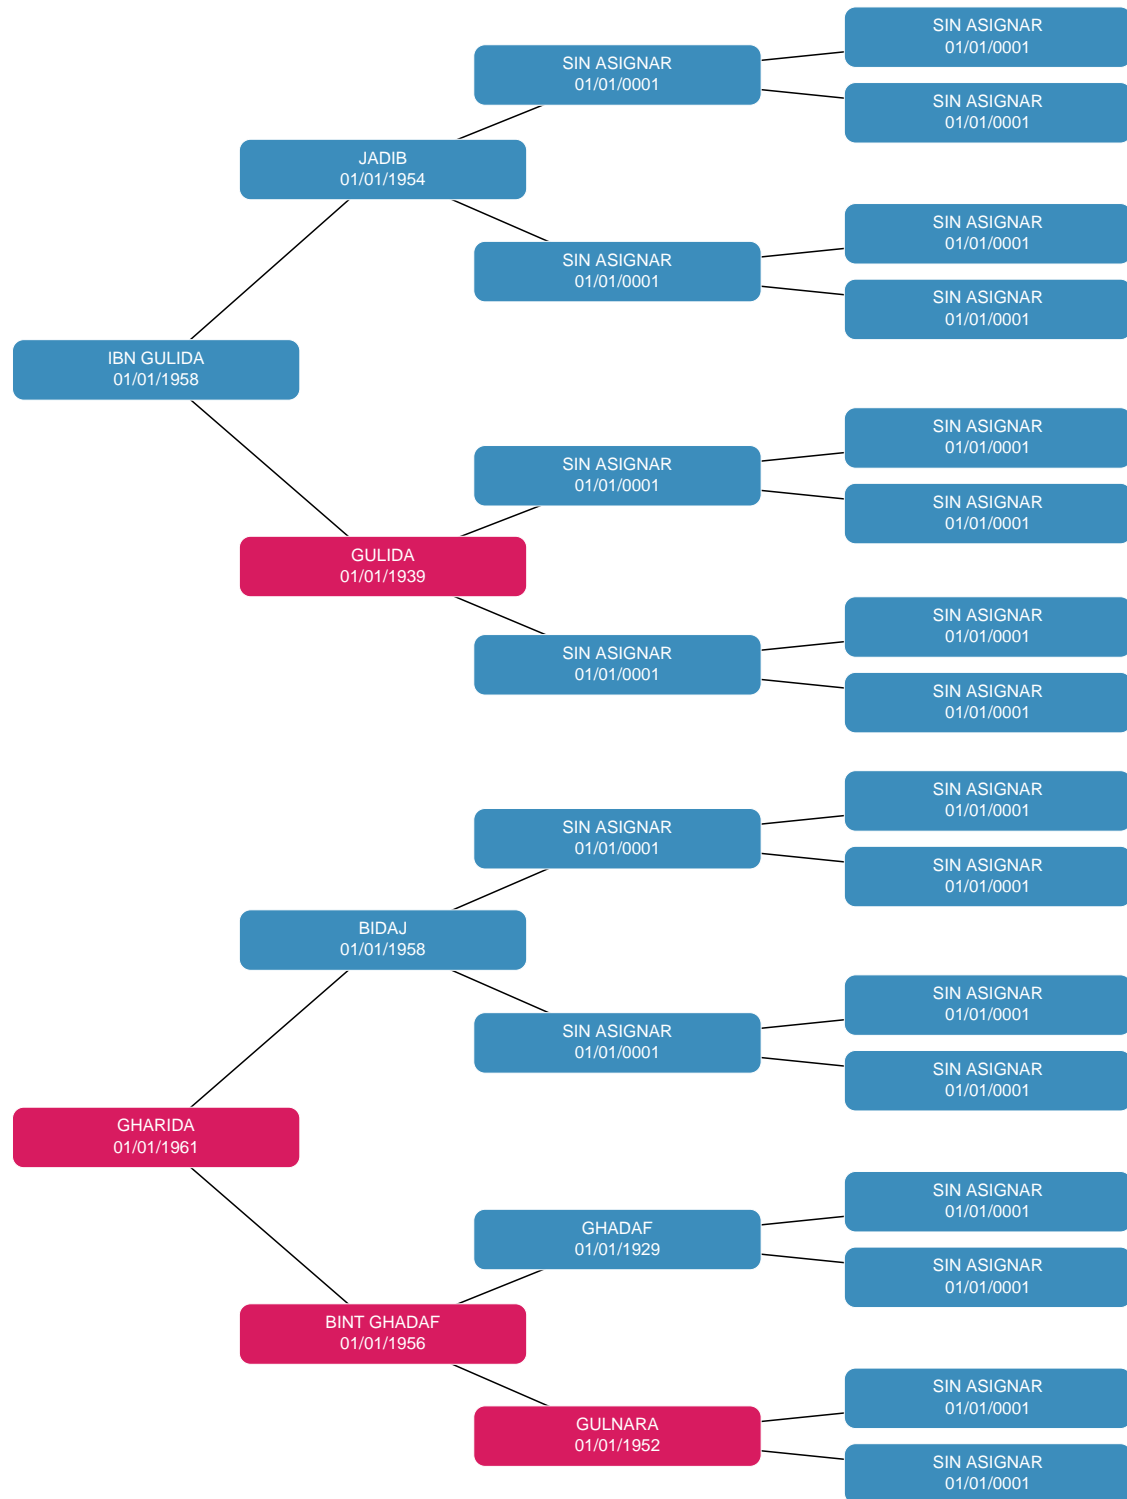 SIN ASIGNAR
01/01/0001
SIN ASIGNAR
01/01/0001
SIN ASIGNAR
01/01/0001
JADIB
01/01/1954
SIN ASIGNAR
01/01/0001
SIN ASIGNAR
01/01/0001
SIN ASIGNAR
01/01/0001
IBN GULIDA
01/01/1958
SIN ASIGNAR
01/01/0001
SIN ASIGNAR
01/01/0001
SIN ASIGNAR
01/01/0001
GULIDA
01/01/1939
SIN ASIGNAR
01/01/0001
SIN ASIGNAR
01/01/0001
SIN ASIGNAR
01/01/0001
SIN ASIGNAR
01/01/0001
SIN ASIGNAR
01/01/0001
SIN ASIGNAR
01/01/0001
BIDAJ
01/01/1958
SIN ASIGNAR
01/01/0001
SIN ASIGNAR
01/01/0001
SIN ASIGNAR
01/01/0001
GHARIDA
01/01/1961
SIN ASIGNAR
01/01/0001
GHADAF
01/01/1929
SIN ASIGNAR
01/01/0001
BINT GHADAF
01/01/1956
SIN ASIGNAR
01/01/0001
GULNARA
01/01/1952
SIN ASIGNAR
01/01/0001